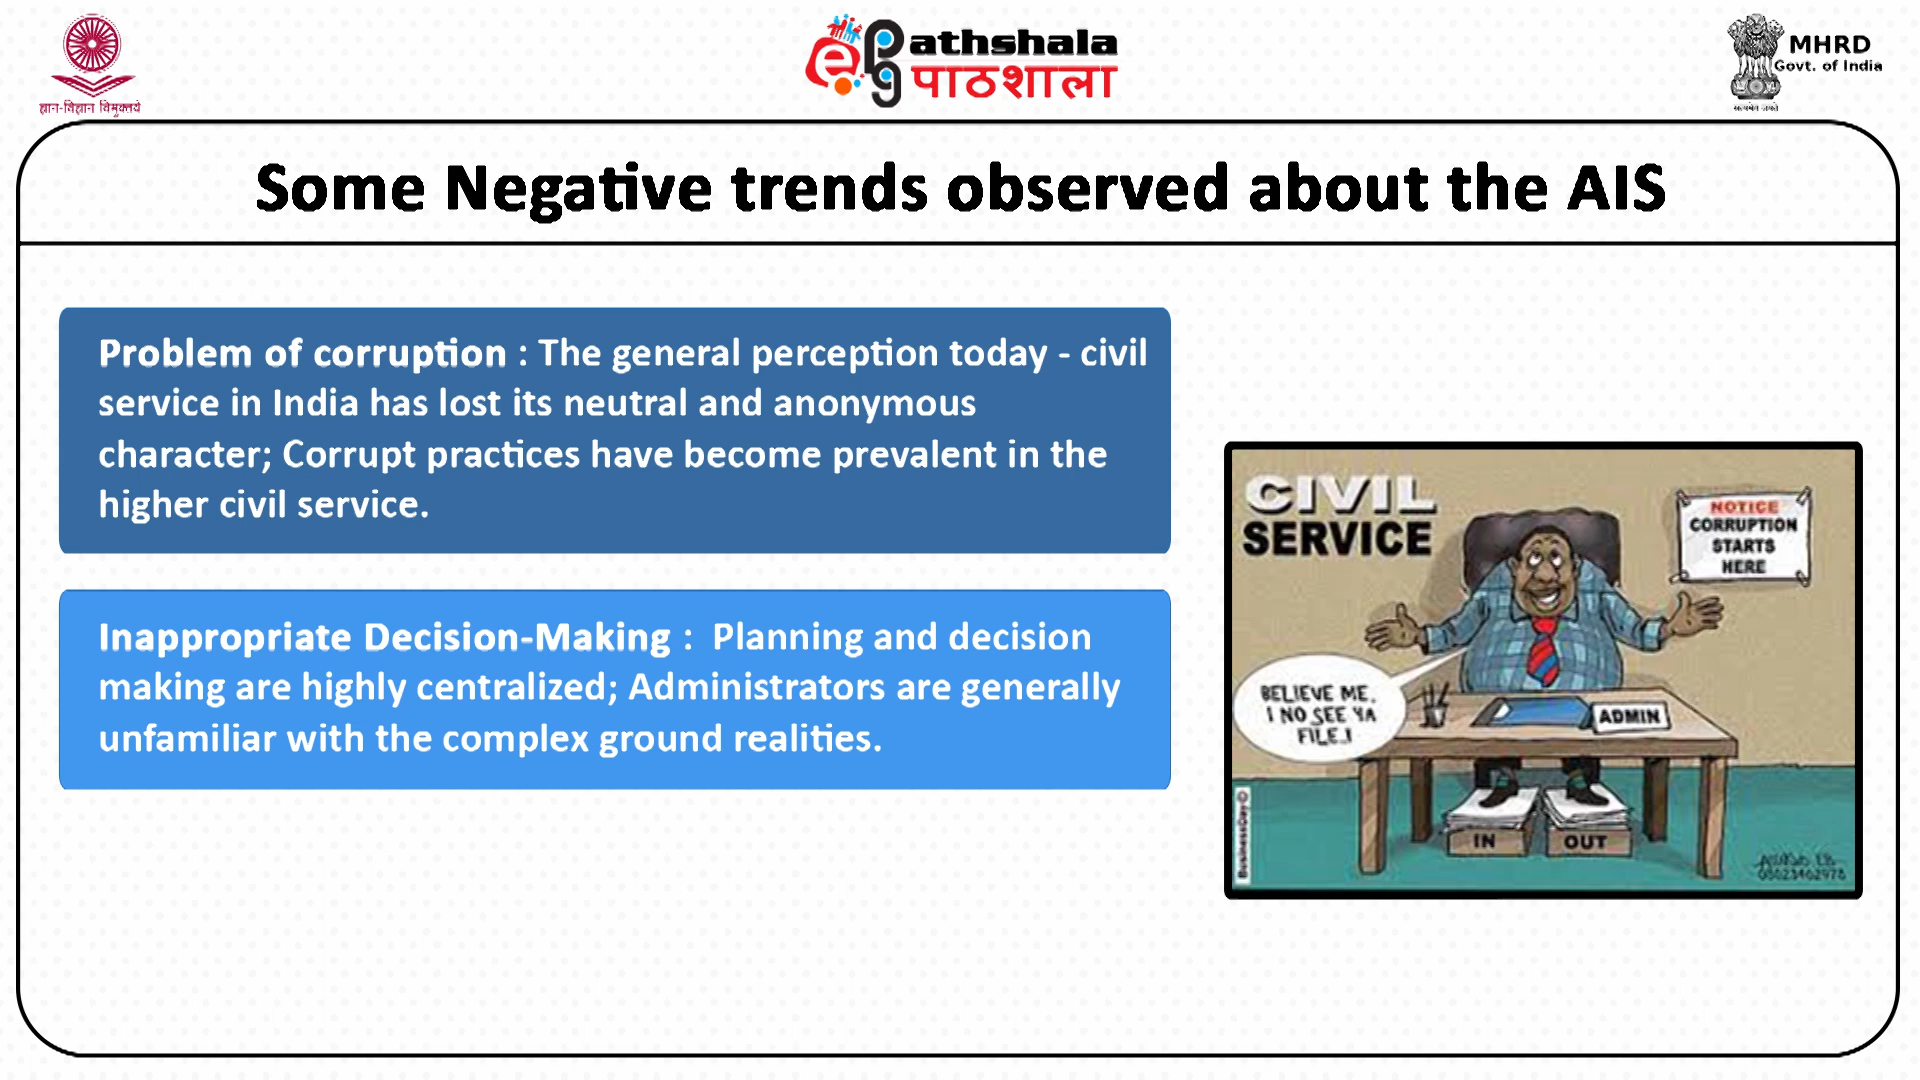 ज्ञान-विज्ञान विमुक्तये
athshala
पाठशाला
MHRD
Govt. of India
सत्यमेव जयते
Some Negative trends observed about the AIS
Problem of corruption : The general perception today - civil
service in India has lost its neutral and anonymous
character; Corrupt practices have become prevalent in the
higher civil service.
Inappropriate Decision-Making : Planning and decision
making are highly centralized; Administrators are generally
unfamiliar with the complex ground realities.
CIVIL
SERVICE
NOTICE
CORRUPTION
STARTS
HERE
BELIEVE ME,
I NO SEE YA
FILE.!
ADMIN
IN
OUT
BusinessDay©